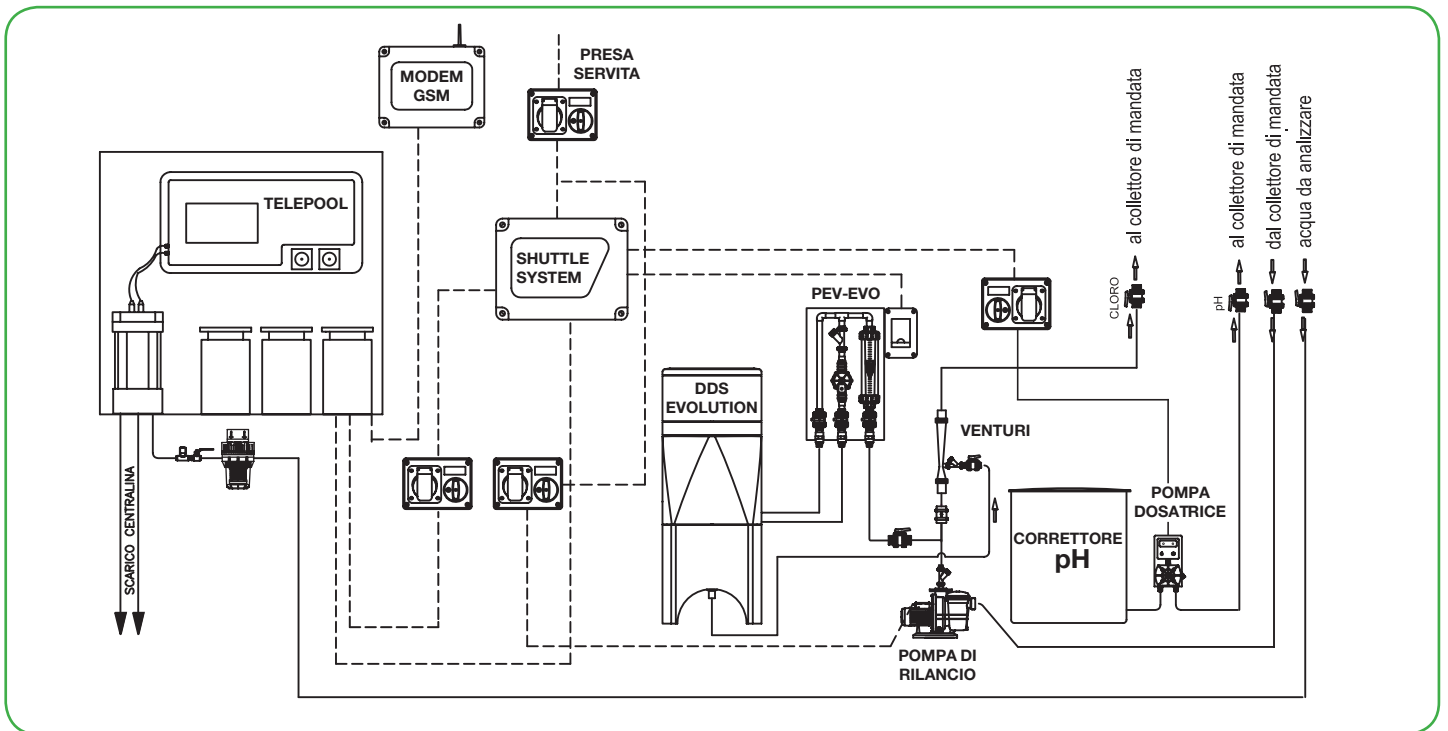 MODEM
GSM
PRESA
SERVITA
TELEPOOL
SHUTTLE
SYSTEM
PEV-EVO
DDS
EVOLUTION
VENTURI
CORRETTORE
pH
POMPA
DOSATRICE
POMPA DI
RILANCIO
SCARICO CENTRALINA
CLORO
al collettore di mandata
pH
al collettore di mandata
dal collettore di mandata
acqua da analizzare